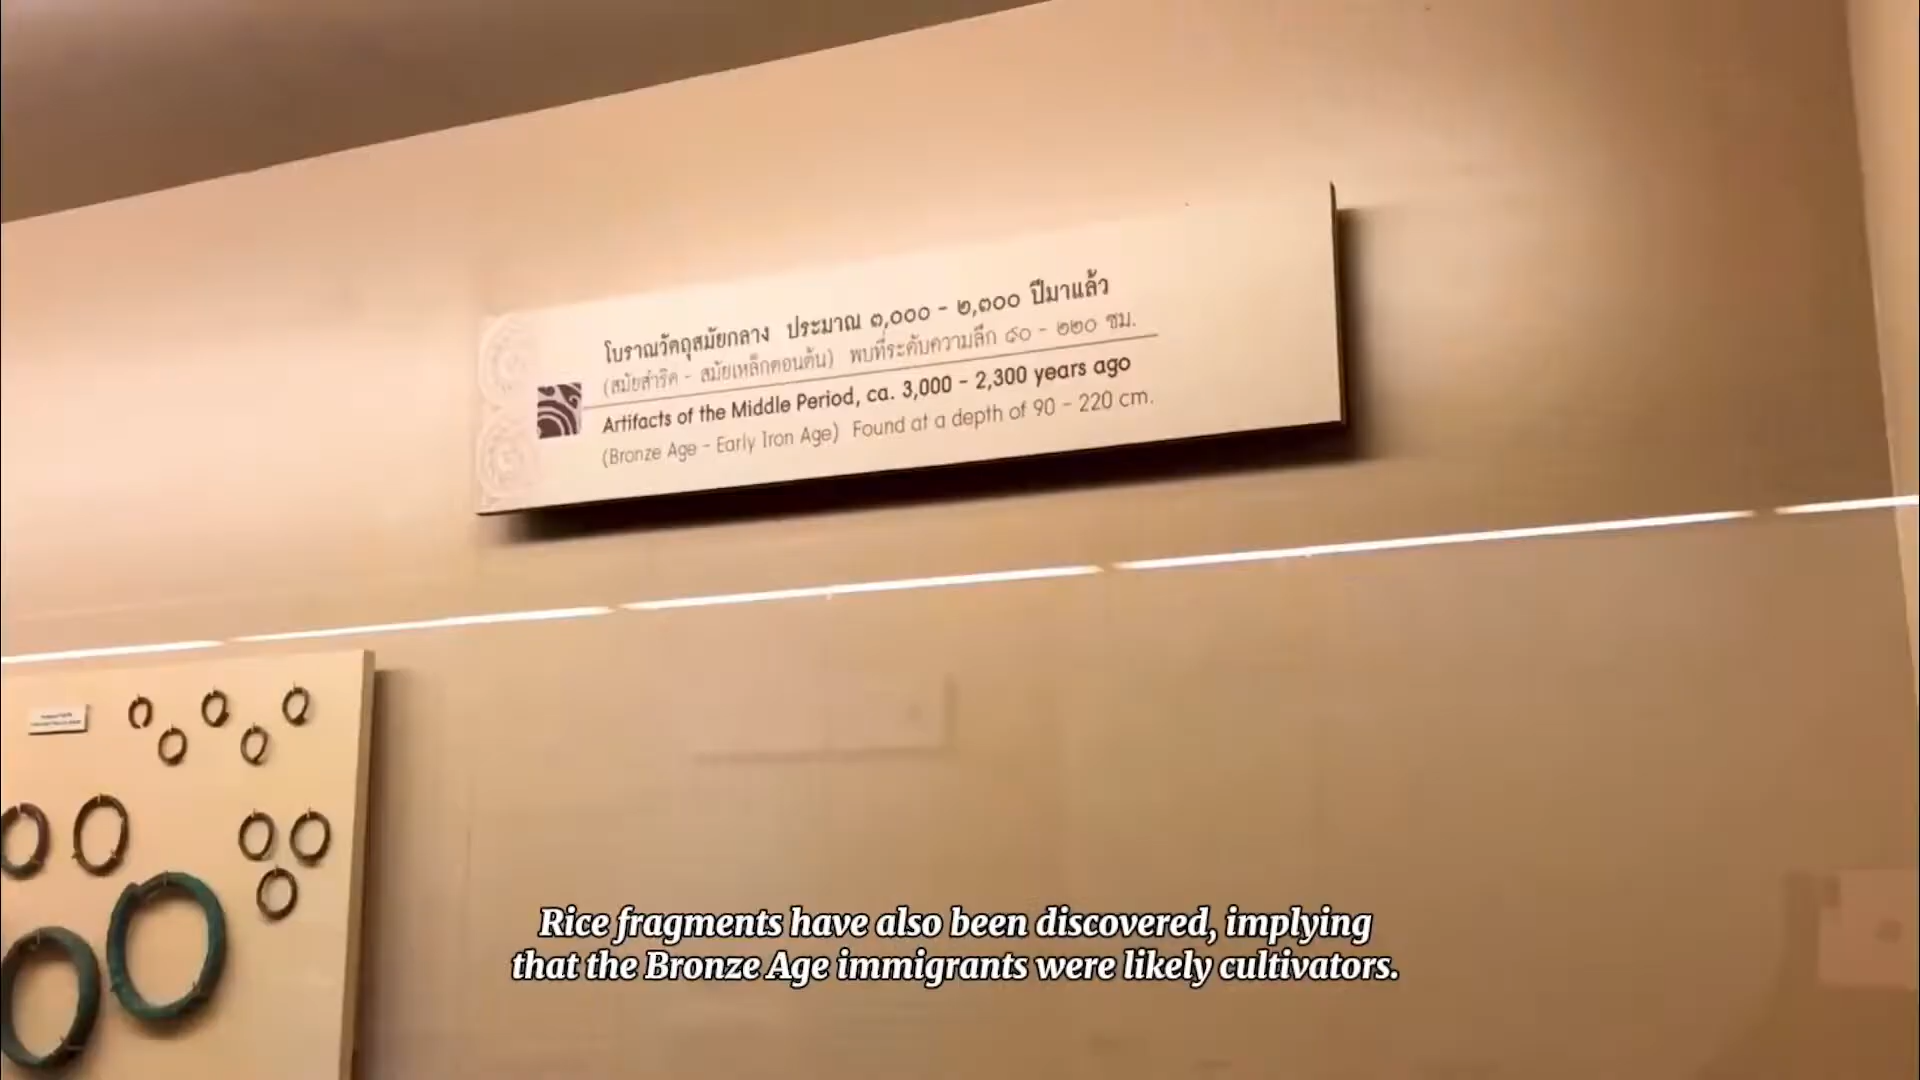 โบราณวัตถุสมัยกลาง ประมาณ ๓,๐๐๐ - ๒,๓๐๐ ปีมาแล้ว
(สมัยสำริด - สมัยเหล็กตอนต้น) พบที่ระดับความลึก ๙๐ - ๒๒๐ ซม.
Artifacts of the Middle Period, ca. 3,000 - 2,300 years ago
(Bronze Age - Early Iron Age) Found at a depth of 90 - 220 cm.
Rice fragments have also been discovered, implying
that the Bronze Age immigrants were likely cultivators.